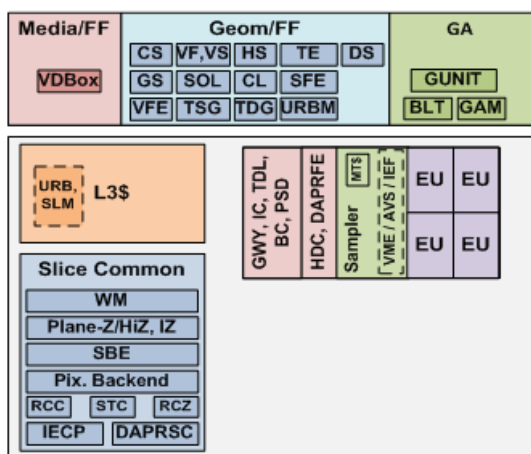 Media/FF
Geom/FF
GA
CS VF,VS HS TE DS
VDBox
GS SOL CL SFE
GUNIT
VFE TSG TDG URBM
BLT GAM
URB,
SLM
L3$
GWY, IC, TDL,
BC, PSD
HDC, DAPRFE
Sampler
MTS
VME / AVS / IEF
EU EU
EU EU
Slice Common
WM
Plane-Z/HiZ, IZ
SBE
Pix. Backend
RCC STC RCZ
IECP DAPRSC